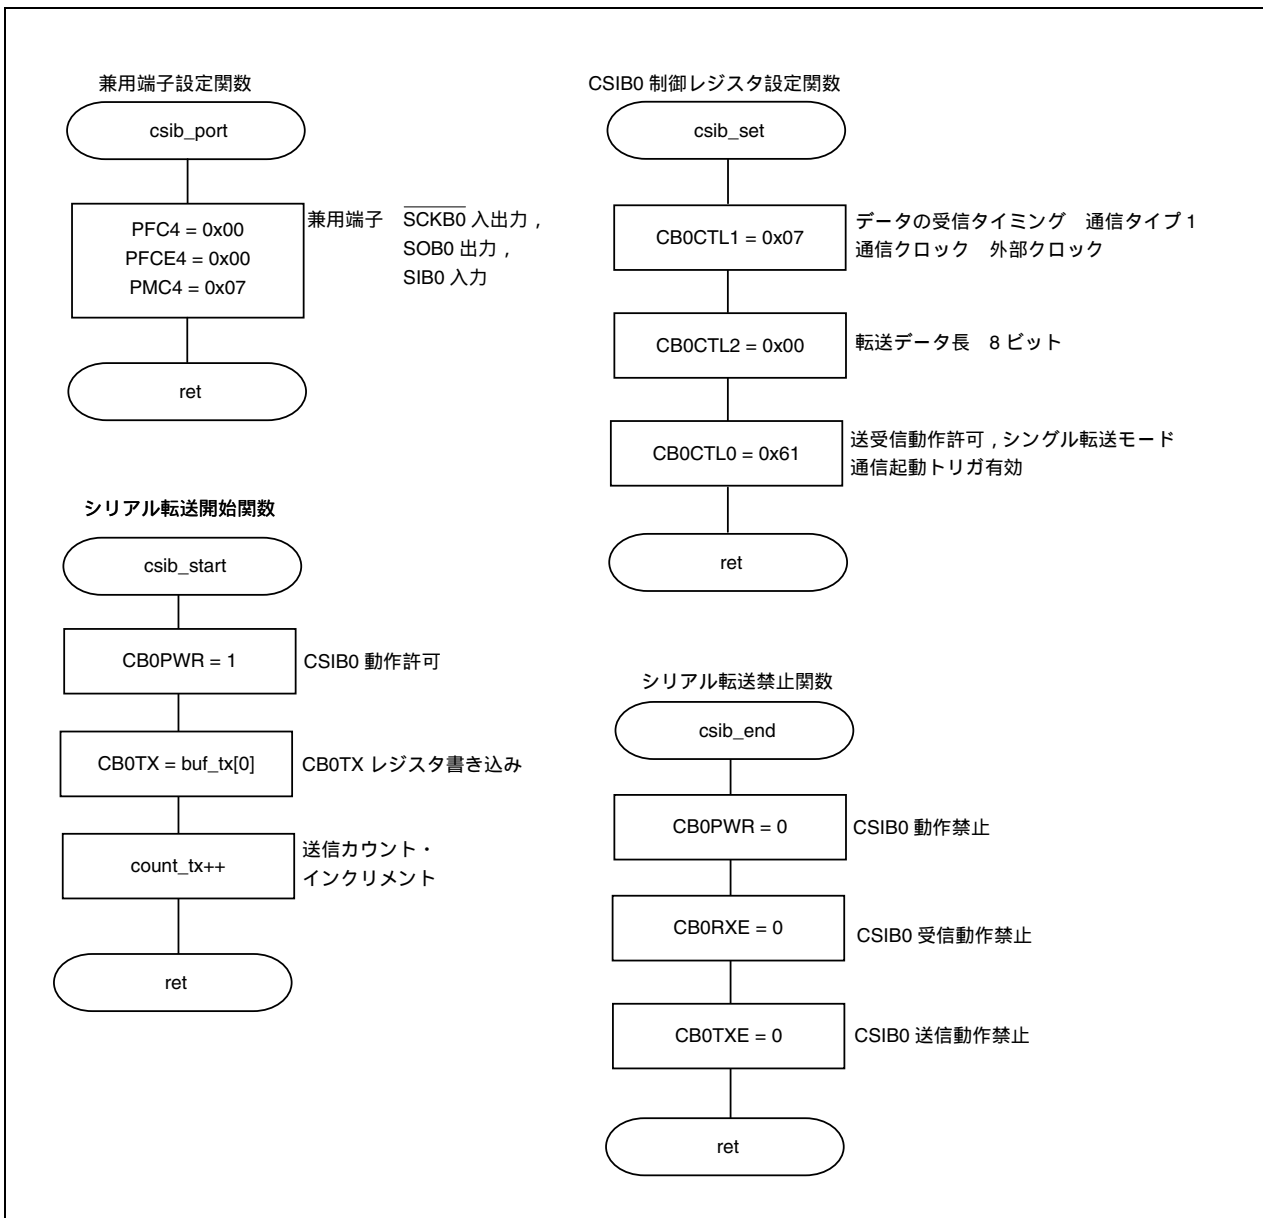 兼用端子設定関数
csib_port
PFC4 = 0x00
PFCE4 = 0x00
PMC4 = 0x07
兼用端子　SCKB0 入出力，
SOB0 出力，
SIB0 入力
ret
シリアル転送開始関数
csib_start
CB0PWR = 1
CSIB0 動作許可
CB0TX = buf_tx[0]
CB0TX レジスタ書き込み
count_tx++
送信カウント・
インクリメント
ret
CSIB0 制御レジスタ設定関数
csib_set
CB0CTL1 = 0x07
データの受信タイミング　通信タイプ 1
通信クロック　外部クロック
CB0CTL2 = 0x00
転送データ長　8 ビット
CB0CTL0 = 0x61
送受信動作許可，シングル転送モード
通信起動トリガ有効
ret
シリアル転送禁止関数
csib_end
CB0PWR = 0
CSIB0 動作禁止
CB0RXE = 0
CSIB0 受信動作禁止
CB0TXE = 0
CSIB0 送信動作禁止
ret